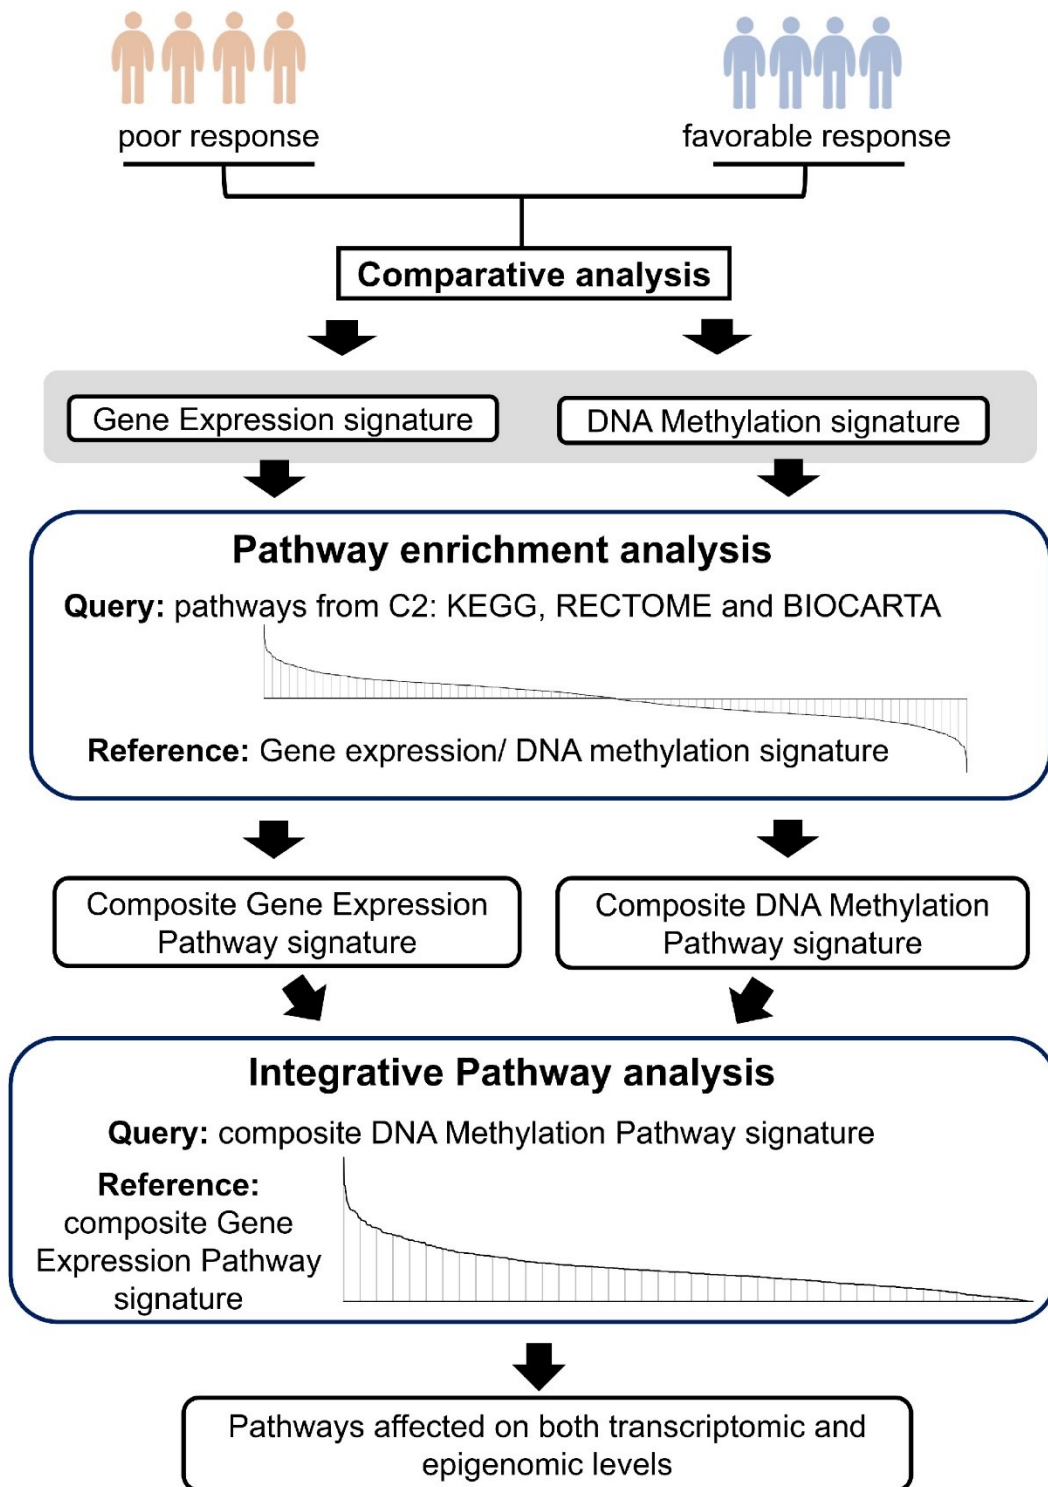 poor response
favorable response
Comparative analysis
Gene Expression signature
DNA Methylation signature
Pathway enrichment analysis
Query: pathways from C2: KEGG, RECTOME and BIOCARTA
Reference: Gene expression/ DNA methylation signature
Composite Gene Expression
Pathway signature
Composite DNA Methylation
Pathway signature
Integrative Pathway analysis
Query: composite DNA Methylation Pathway signature
Reference:
composite Gene
Expression Pathway
signature
Pathways affected on both transcriptomic and
epigenomic levels